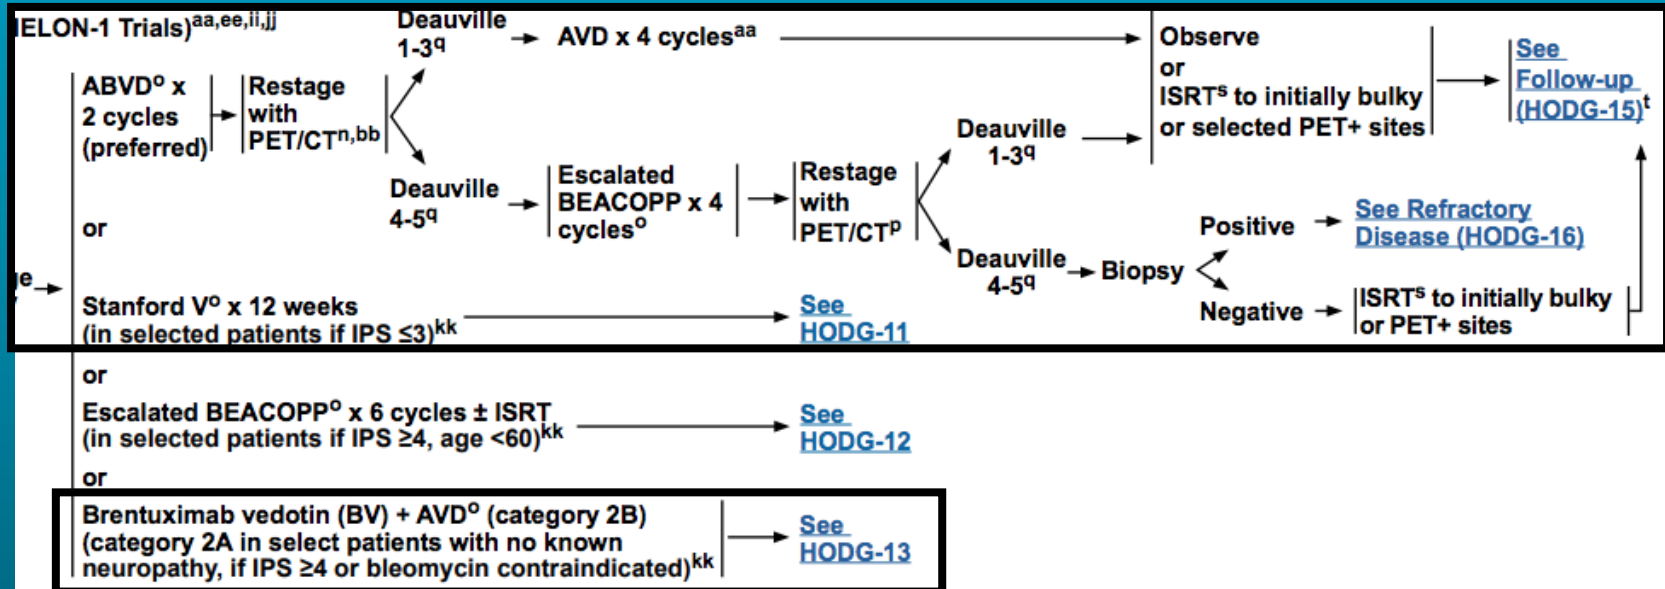 IELON-1 Trials)aa,ee,ii,jj
Deauville
1-3q
AVD x 4 cyclesaa
ABVDo x
2 cycles
(preferred)
Restage
with
PET/CTn,bb
Deauville
4-5q
Escalated
BEACOPP x 4
cycleso
Restage
with
PET/CTp
Deauville
1-3q
Observe
or
ISRTs to initially bulky
or selected PET+ sites
See
Follow-up
(HODG-15)t
Deauville
4-5q
Biopsy
Positive
See Refractory
Disease (HODG-16)
Negative
ISRTs to initially bulky
or PET+ sites
or
Stanford Vo x 12 weeks
(in selected patients if IPS ≤3)kk
See
HODG-11
or
Escalated BEACOPPo x 6 cycles ± ISRT
(in selected patients if IPS ≥4, age <60)kk
See
HODG-12
or
Brentuximab vedotin (BV) + AVDo (category 2B)
(category 2A in select patients with no known
neuropathy, if IPS ≥4 or bleomycin contraindicated)kk
See
HODG-13